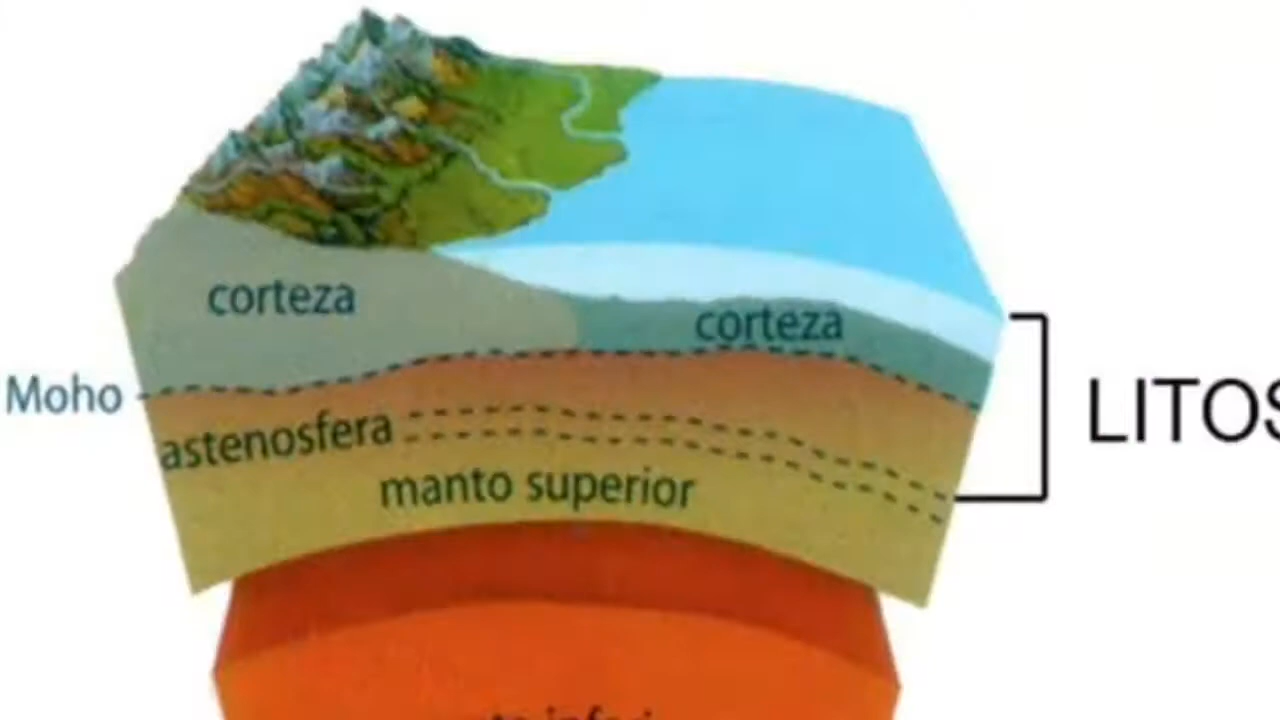 corteza
corteza
Moho
LITOS
astenosfera
manto superior